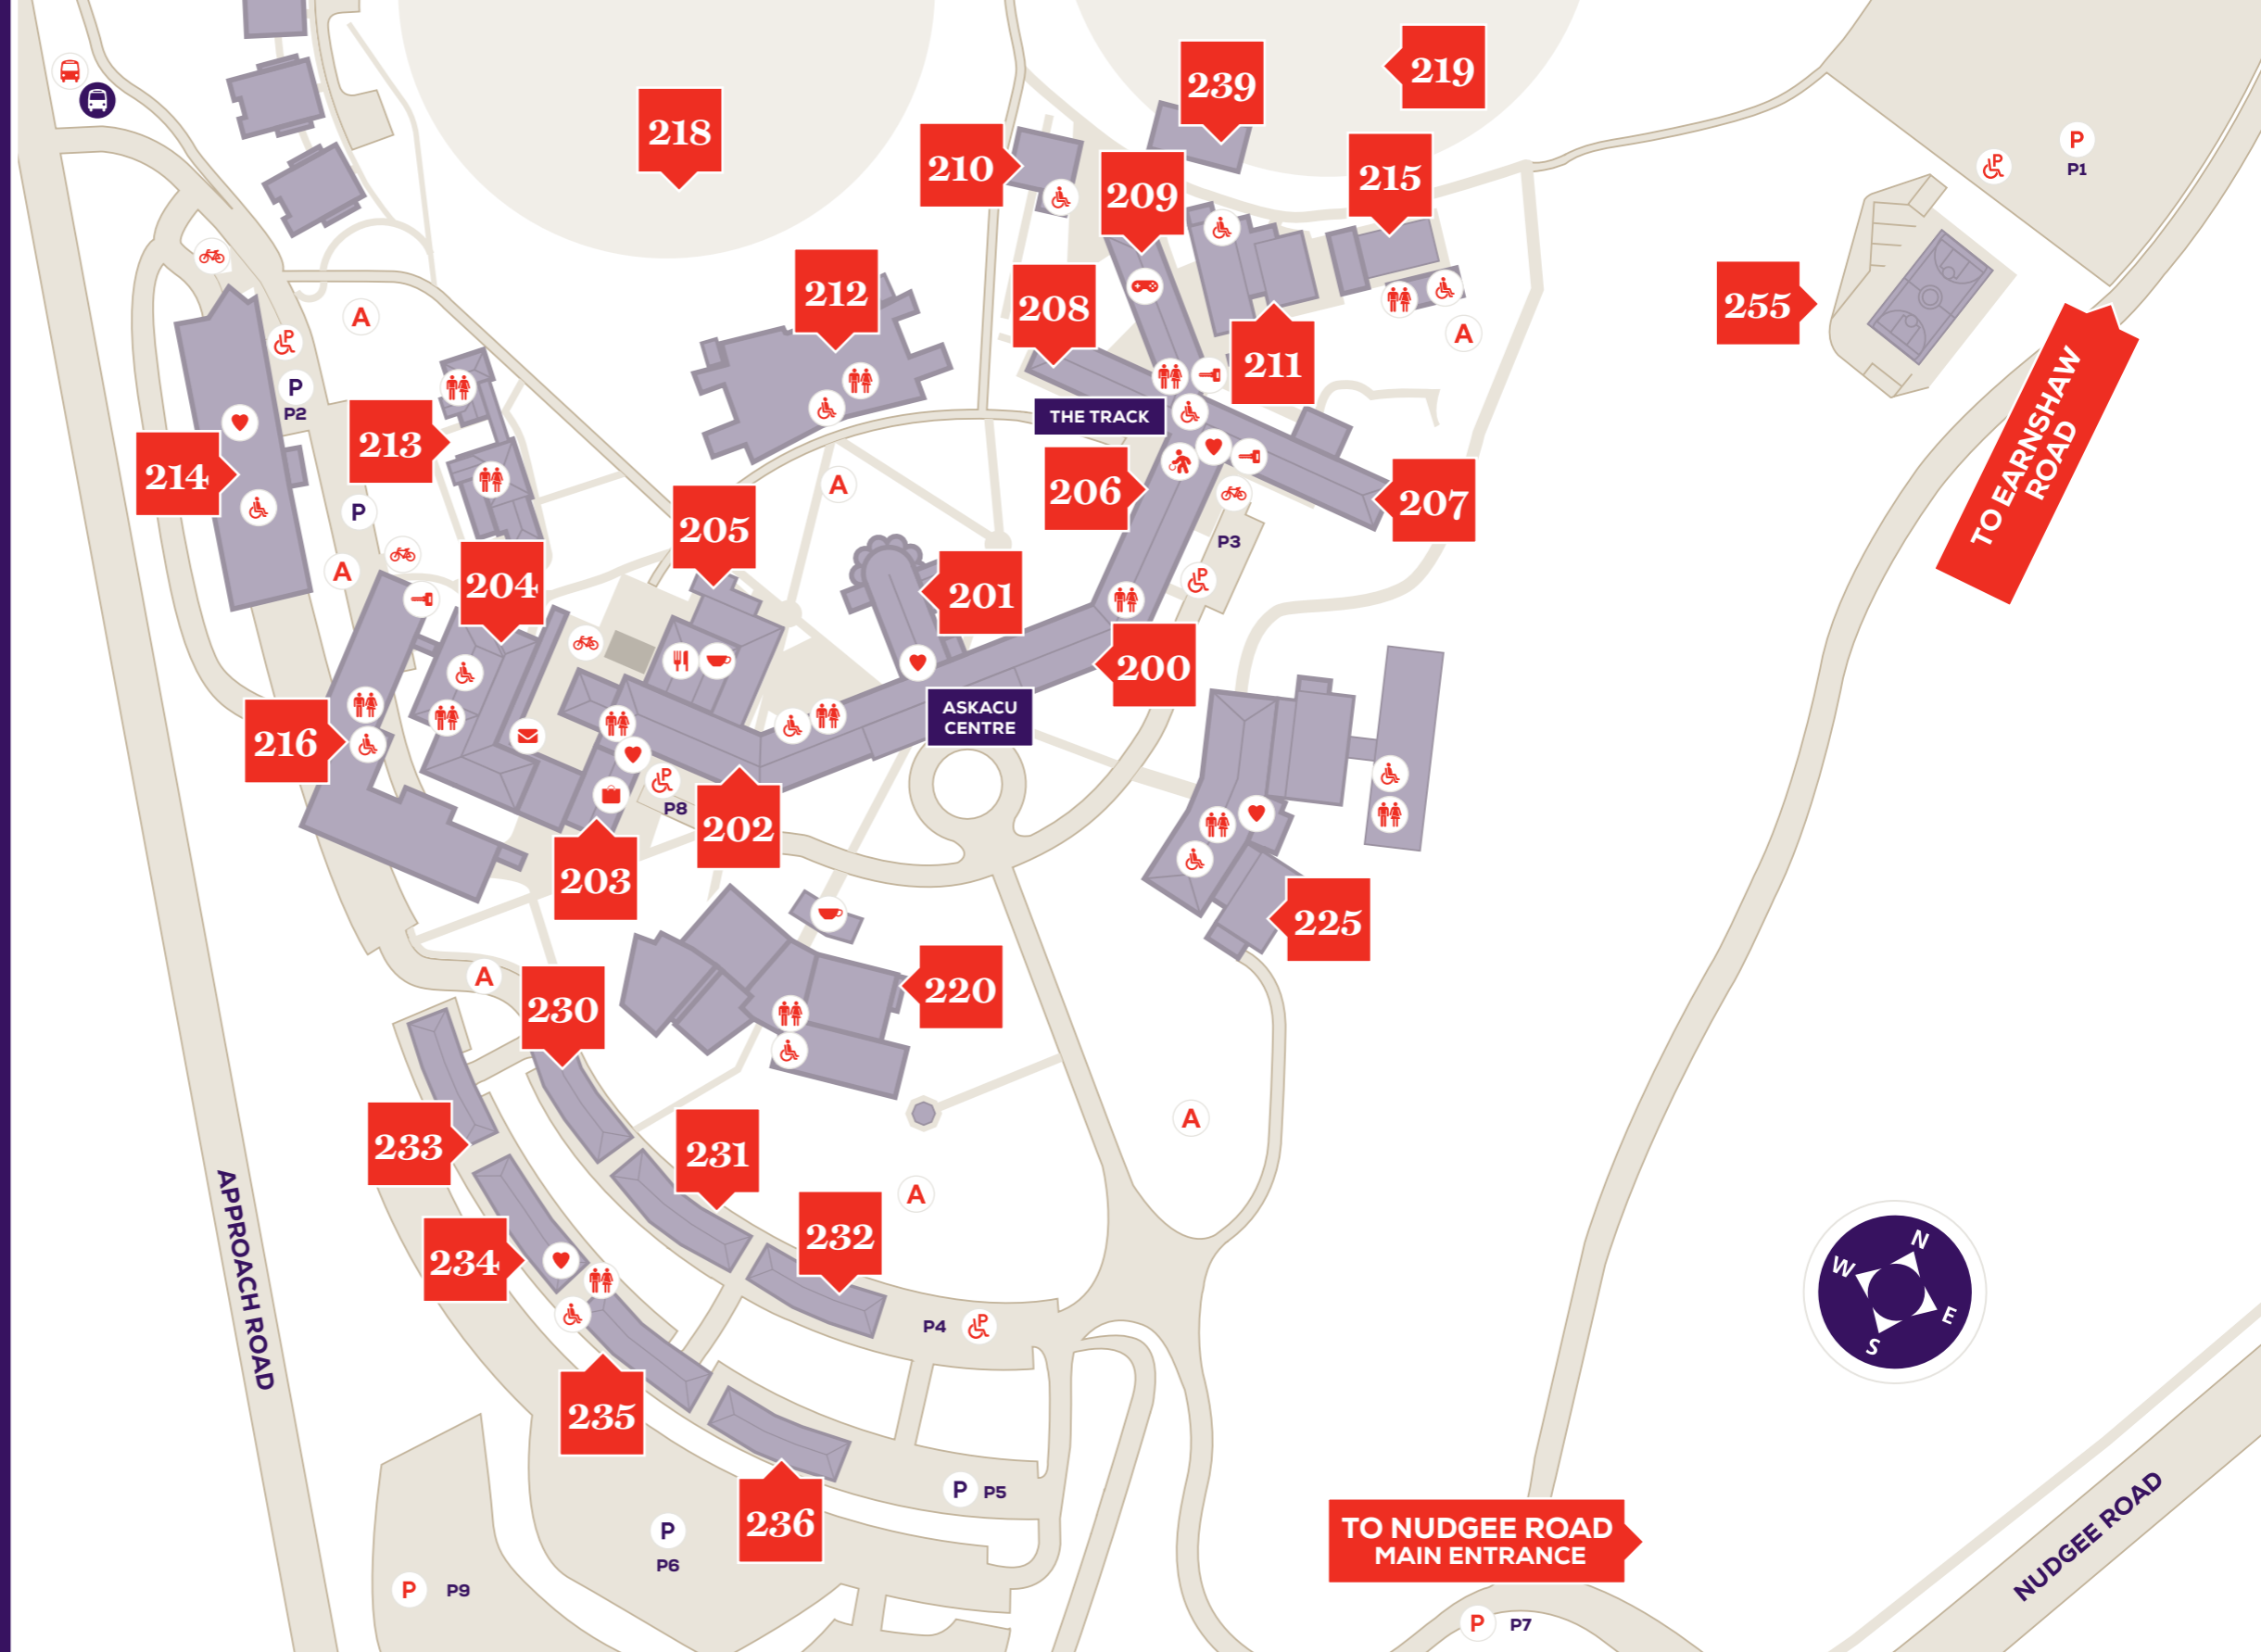 219
239
218
210
P
P1
215
209
212
255
208
A
A
211
P
P2
TO EARNSHAW
ROAD
THE TRACK
213
214
206
207
A
P
205
P3
A
204
201
200
ASKACU
CENTRE
216
P8
202
203
225
A
220
230
A
233
231
A
232
234
N
W
E
S
APPROACH ROAD
P4
235
P
P5
236
P
P6
TO NUDGEE ROAD
MAIN ENTRANCE
NUDGEE ROAD
P
P9
P
P7